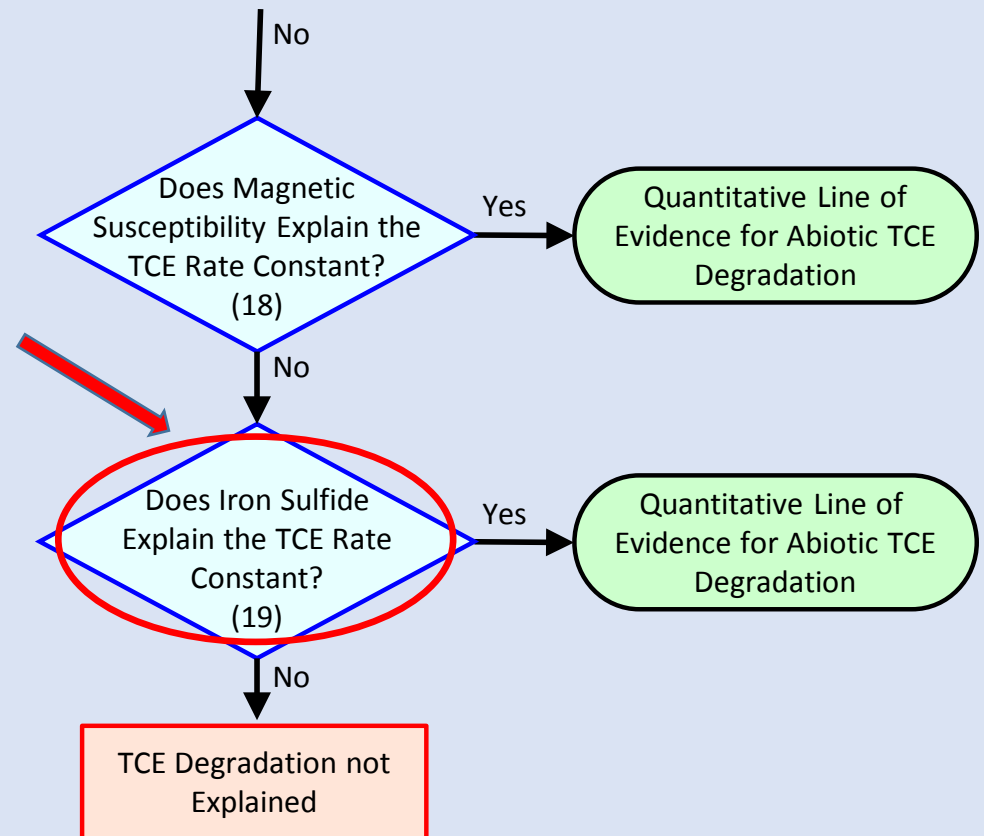 No
Does Magnetic
Susceptibility Explain the
TCE Rate Constant?
(18)
Yes
Quantitative Line of
Evidence for Abiotic TCE
Degradation
No
Does Iron Sulfide
Explain the TCE Rate
Constant?
(19)
Yes
Quantitative Line of
Evidence for Abiotic TCE
Degradation
No
TCE Degradation not
Explained